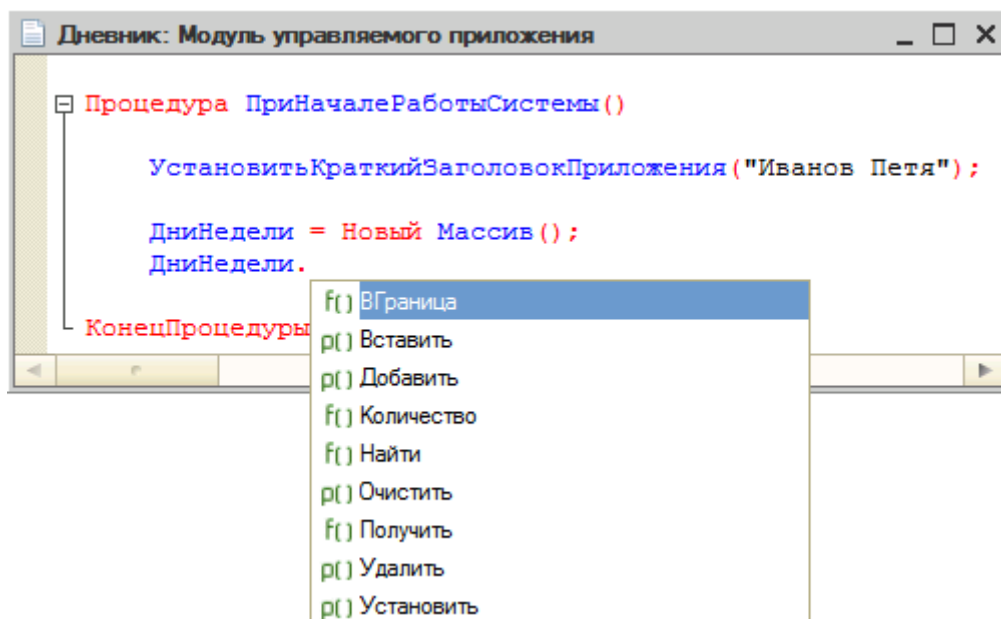 Дневник: Модуль управляемого приложения
Процедура ПриНачалеРаботыСистемы()
УстановитьКраткийЗаголовокПриложения("Иванов Петя");
ДниНедели = Новый Массив();
ДниНедели.
f() ВГраница
КонецПроцедуры
p() Вставить
p() Добавить
f() Количество
f() Найти
p() Очистить
f() Получить
p() Удалить
p() Установить